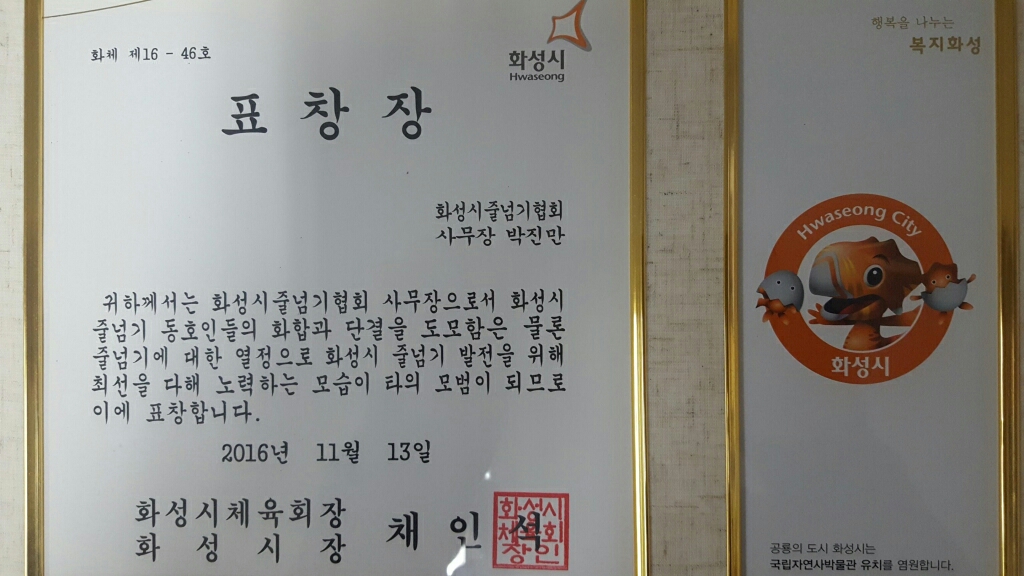 화체 제16 - 46호
화성시
Hwaseong
표 창 장
화성시줄넘기협회
사무장 박진만
귀하께서는 화성시줄넘기협회 사무장으로서 화성시
줄넘기 동호인들의 화합과 단결을 도모함은 물론
줄넘기에 대한 열정으로 화성시 줄넘기 발전을 위해
최선을 다해 노력하는 모습이 타의 모범이 되므로
이에 표창합니다.
2016년 11월 13일
화성시체육회장
화성시장 채인석
화성시
체육회
장인
행복을 나누는
복지화성
Hwaseong City
화성시
공룡의 도시 화성시는
국립자연사박물관 유치를 염원합니다.